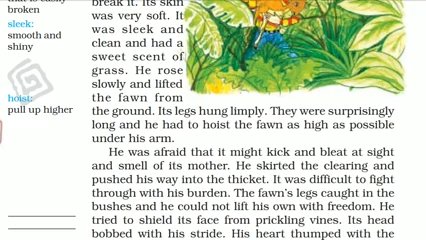 that is easily
broken
sleek:
smooth and
shiny
hoist:
pull up higher
break it. Its skin
was very soft. It
was sleek and
clean and had a
sweet scent of
grass. He rose
slowly and lifted
the fawn from
the ground. Its legs hung limply. They were surprisingly
long and he had to hoist the fawn as high as possible
under his arm.
He was afraid that it might kick and bleat at sight
and smell of its mother. He skirted the clearing and
pushed his way into the thicket. It was difficult to fight
through with his burden. The fawn's legs caught in the
bushes and he could not lift his own with freedom. He
tried to shield its face from prickling vines. Its head
bobbed with his stride. His heart thumped with the